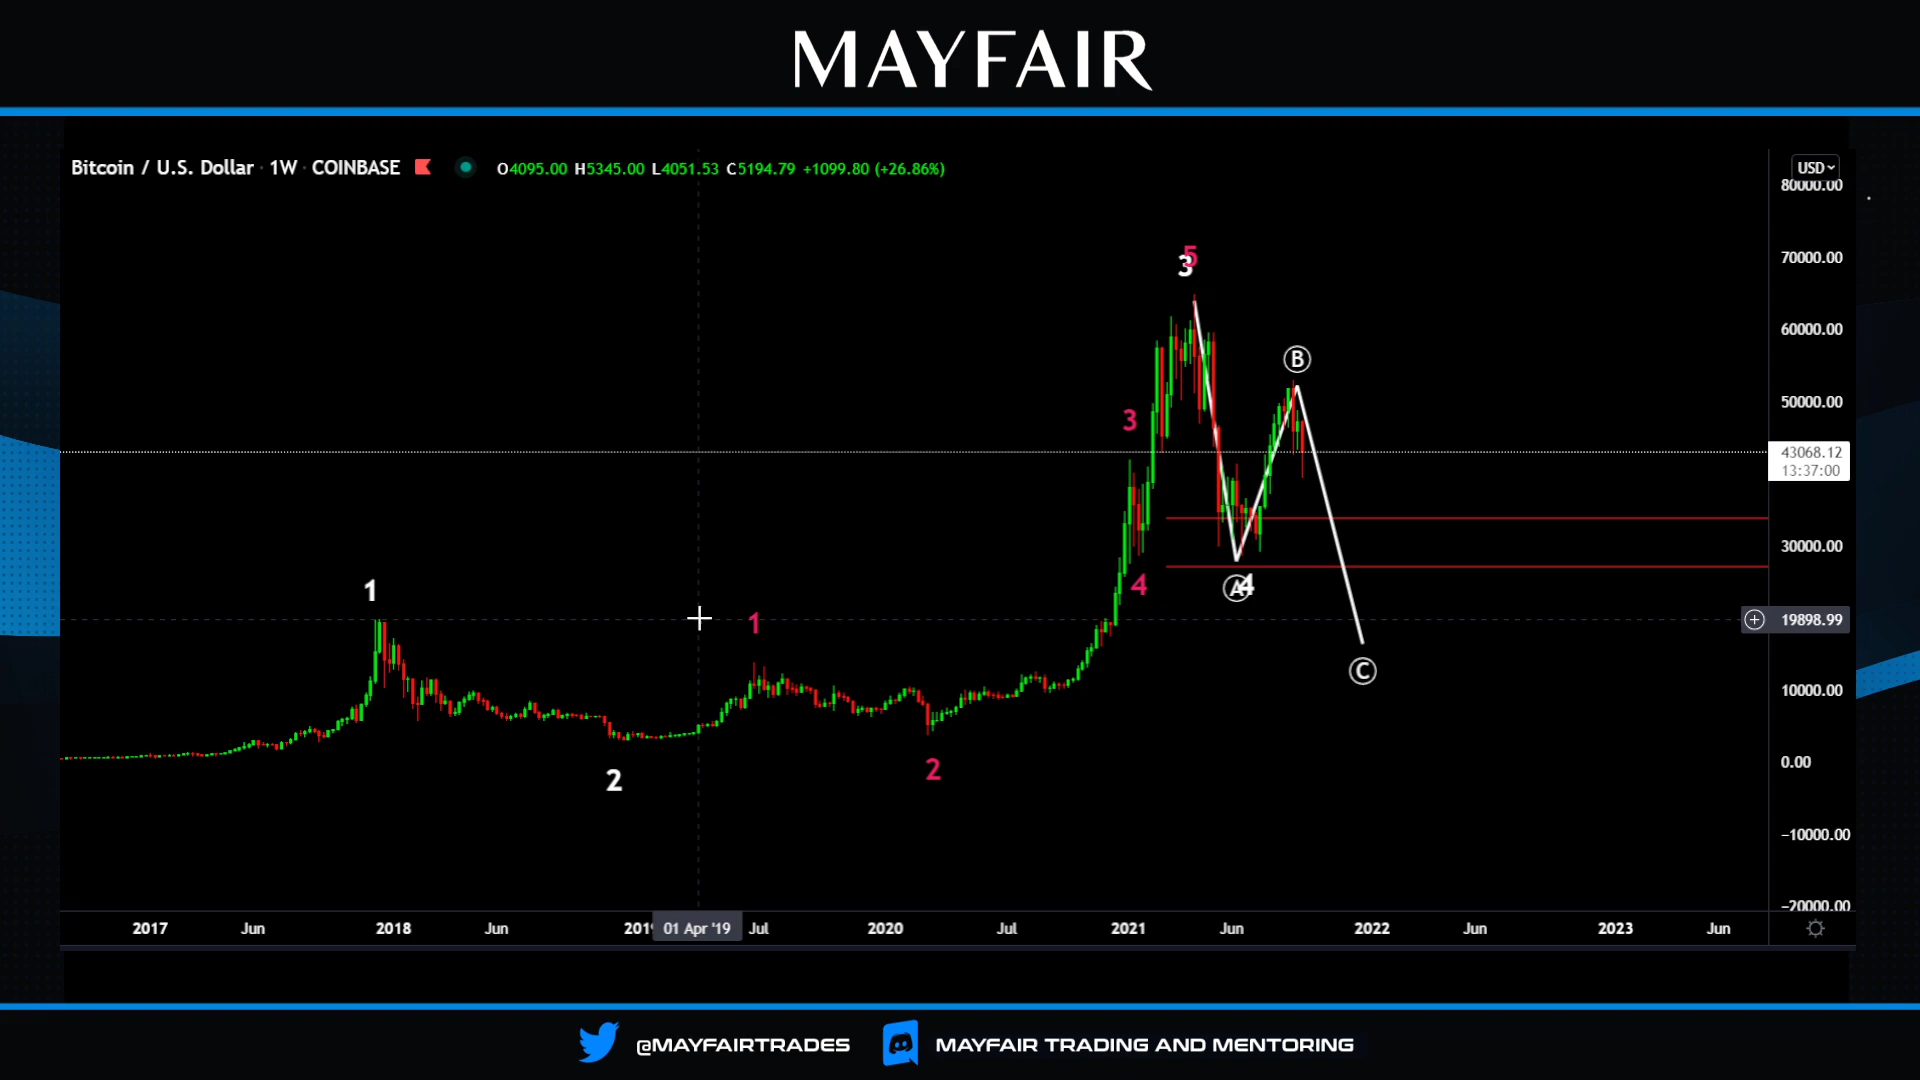 MAYFAIR
Bitcoin / U.S. Dollar · 1W · COINBASE O4095.00 H5345.00 L4051.53 C5194.79 +1099.80 (+26.86%)
USD
80000.00
70000.00
60000.00
50000.00
43068.12
13:37:00
30000.00
19898.99
10000.00
0.00
−10000.00
−20000.00
5
3
B
3
4
A
4
1
1
C
2
2
2017 Jun 2018 Jun 2019 01 Apr '19 Jul 2020 Jul 2021 Jun 2022 Jun 2023 Jun
@MAYFAIRTRADES MAYFAIR TRADING AND MENTORING